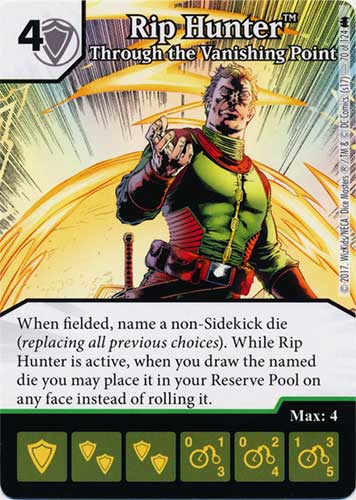 4
Rip Hunter™
Through the Vanishing Point
70 of 124
© 2017, WizKids/NECA. Dice Masters ® / TM & © DC Comics. (s17)
When fielded, name a non-Sidekick die
(replacing all previous choices). While Rip
Hunter is active, when you draw the named
die you may place it in your Reserve Pool on
any face instead of rolling it.
Max: 4
0 1 3
0 2 4
1 3 5